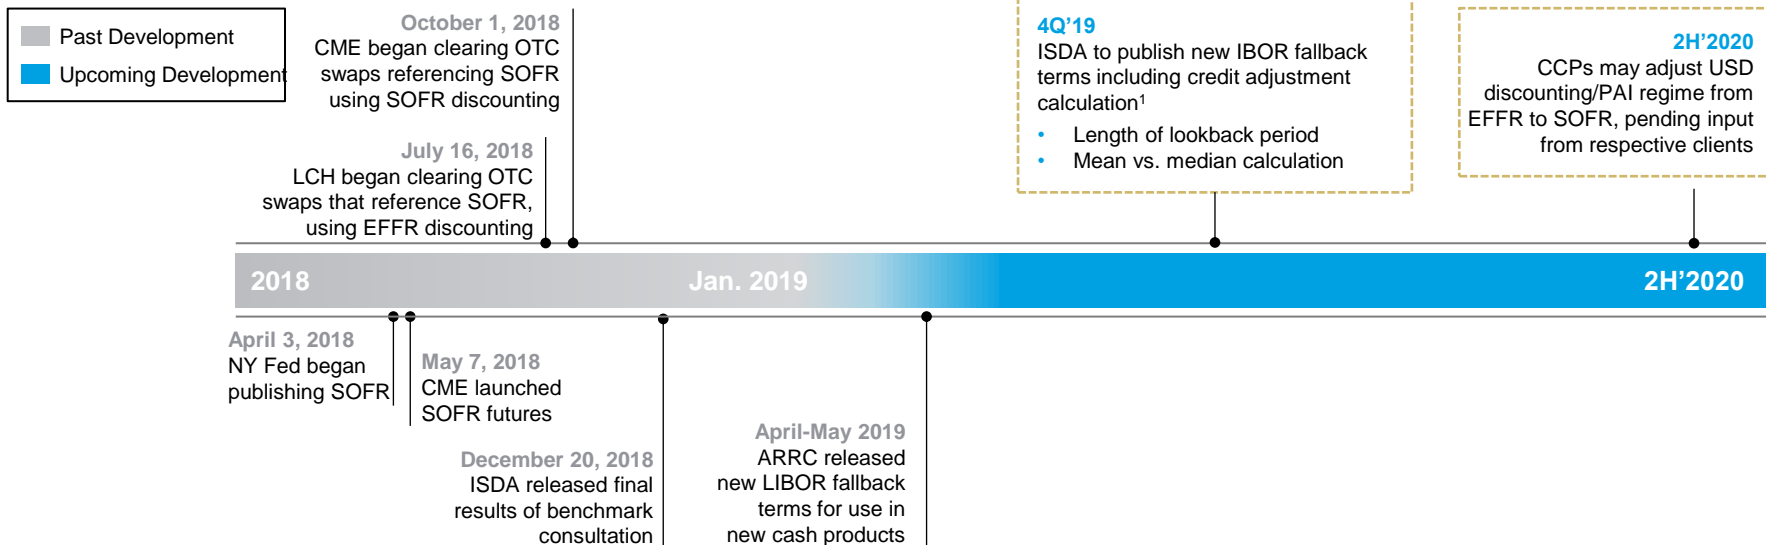 Past Development
Upcoming Development
October 1, 2018
CME began clearing OTC
swaps referencing SOFR
using SOFR discounting
July 16, 2018
LCH began clearing OTC
swaps that reference SOFR,
using EFFR discounting
4Q'19
ISDA to publish new IBOR fallback
terms including credit adjustment
calculation¹
• Length of lookback period
• Mean vs. median calculation
2H'2020
CCPs may adjust USD
discounting/PAI regime from
EFFR to SOFR, pending input
from respective clients
2018
Jan. 2019
2H'2020
April 3, 2018
NY Fed began
publishing SOFR
May 7, 2018
CME launched
SOFR futures
December 20, 2018
ISDA released final
results of benchmark
consultation
April-May 2019
ARRC released
new LIBOR fallback
terms for use in
new cash products